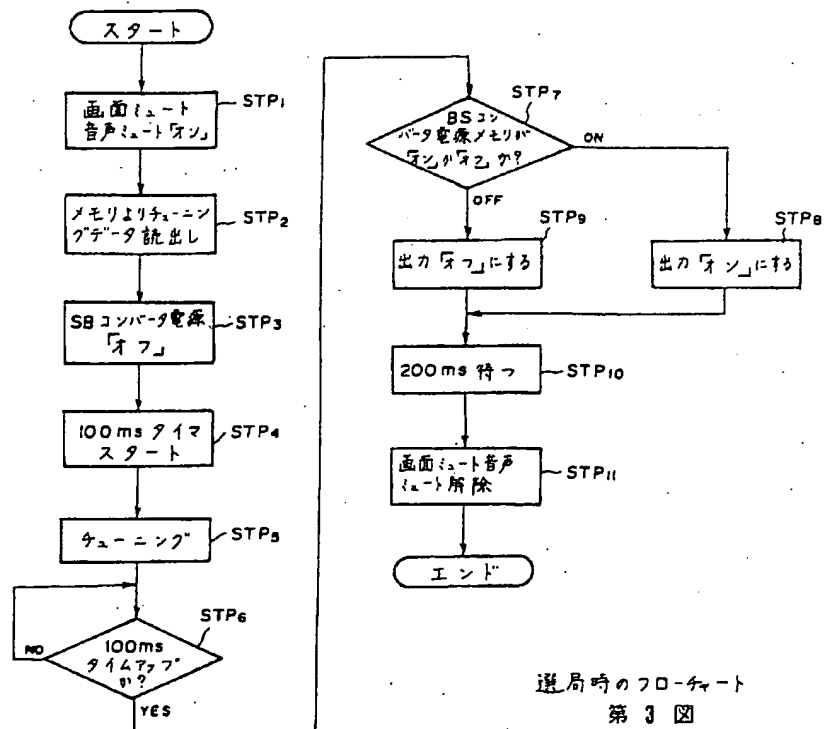 スタート
画面ミュート
音声ミュート「オン」
STP1
メモリよりチューニン
グデータ読出し
STP2
SBコンバータ電源
「オフ」
STP3
100msタイマ
スタート
STP4
チューニング
STP5
100ms
タイムアップ
か?
STP6
NO
YES
BSコン
バータ電源メモリが
「オン」か「オフ」か?
STP7
ON
OFF
出力「オン」にする
STP8
出力「オフ」にする
STP9
200ms待つ
STP10
画面ミュート音声
ミュート解除
STP11
エンド
選局時のフローチャート
第3図